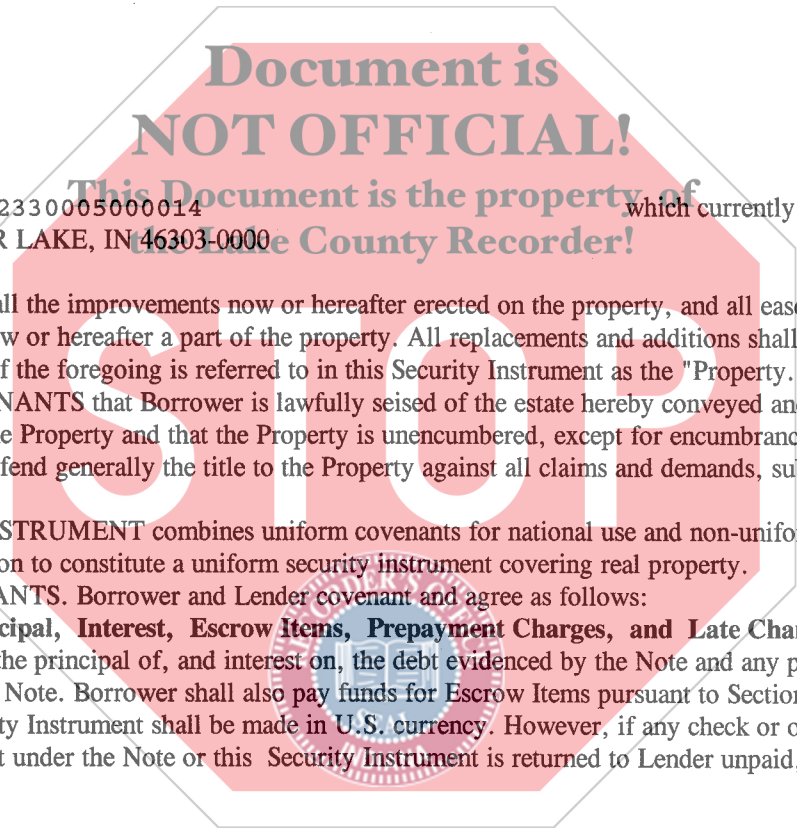 Document is
NOT OFFICIAL!
This Document is the property of
the Lake County Recorder!
2330005000014 which currently
R LAKE, IN 46303-0000
all the improvements now or hereafter erected on the property, and all ease
w or hereafter a part of the property. All replacements and additions shall
f the foregoing is referred to in this Security Instrument as the "Property.
NANTS that Borrower is lawfully seised of the estate hereby conveyed an
e Property and that the Property is unencumbered, except for encumbranc
fend generally the title to the Property against all claims and demands, su
STOP
STRUMENT combines uniform covenants for national use and non-unifo
on to constitute a uniform security instrument covering real property.
ANTS. Borrower and Lender covenant and agree as follows:
cipal, Interest, Escrow Items, Prepayment Charges, and Late Char
the principal of, and interest on, the debt evidenced by the Note and any p
Note. Borrower shall also pay funds for Escrow Items pursuant to Section
ty Instrument shall be made in U.S. currency. However, if any check or o
t under the Note or this Security Instrument is returned to Lender unpaid,
RECORDER'S OFFICE
SEAL
INDIANA